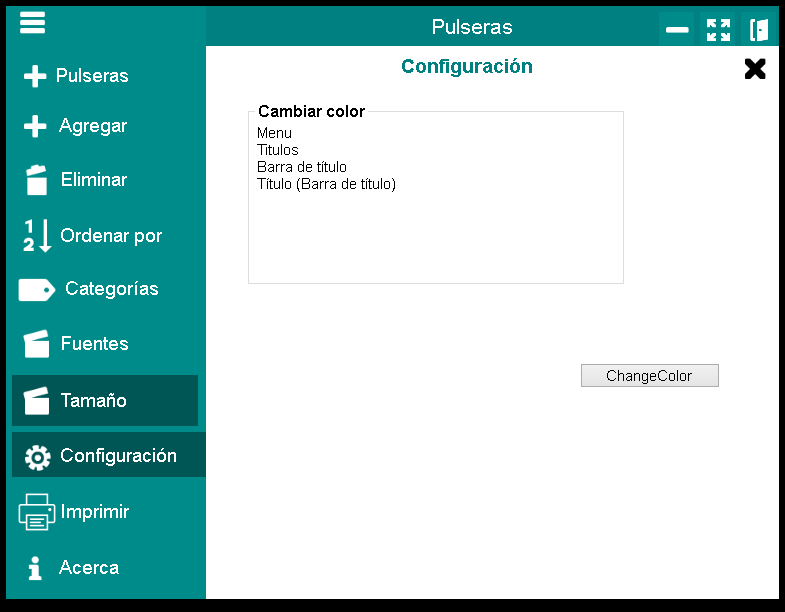 Pulseras
Configuración
Pulseras
Agregar
Eliminar
1
2
Ordenar por
Categorías
Fuentes
Tamaño
Configuración
Imprimir
Acerca
Cambiar color
Menu
Titulos
Barra de título
Título (Barra de título)
ChangeColor